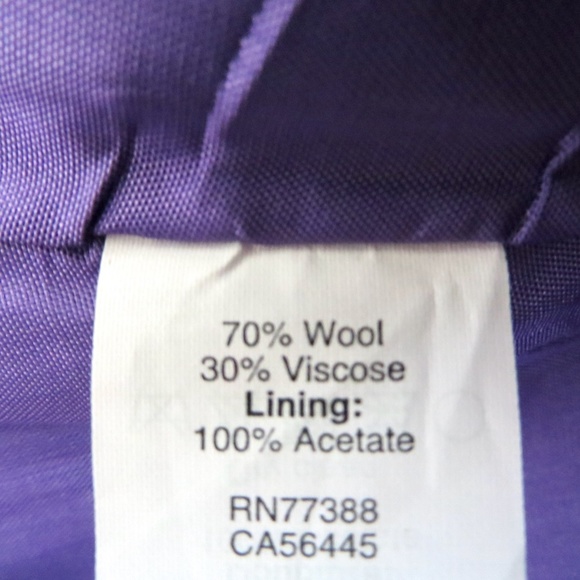 70% Wool
30% Viscose
Lining:
100% Acetate
RN77388
CA56445